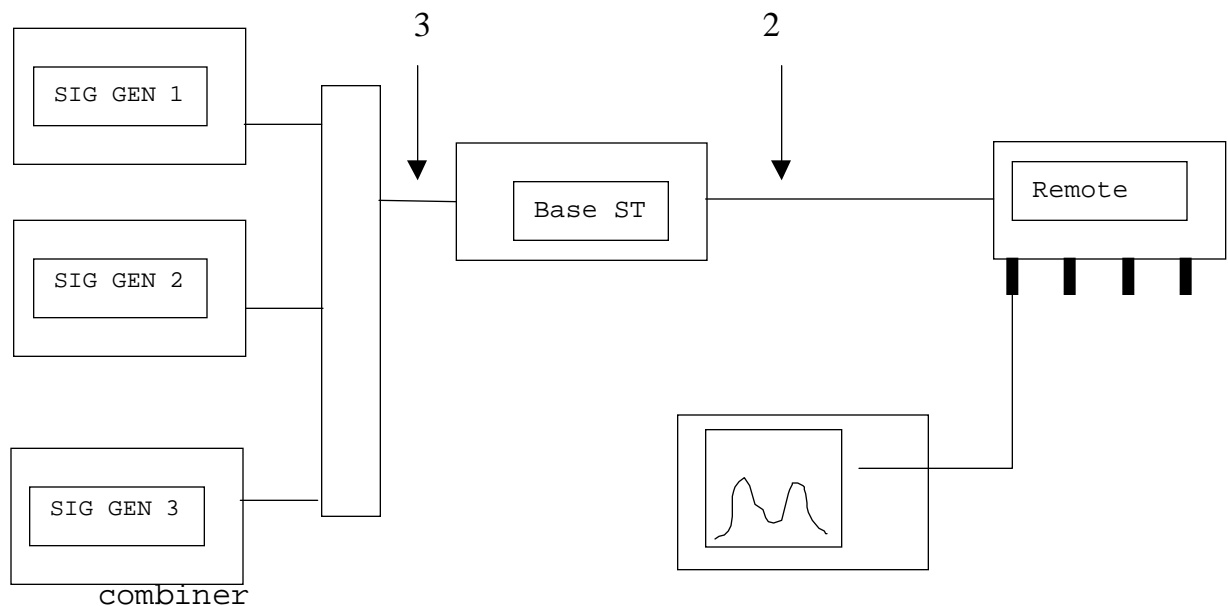 3
2
SIG GEN 1
Remote
Base ST
SIG GEN 2
SIG GEN 3
combiner